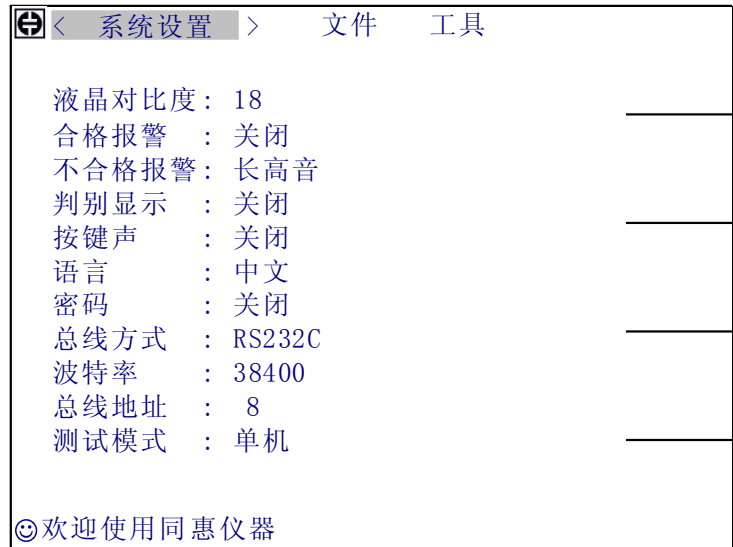 < 系统设置 > 文件 工具
液晶对比度: 18
合格报警 : 关闭
不合格报警: 长高音
判别显示 : 关闭
按键声 : 关闭
语言 : 中文
密码 : 关闭
总线方式 : RS232C
波特率 : 38400
总线地址 : 8
测试模式 : 单机
☺欢迎使用同惠仪器